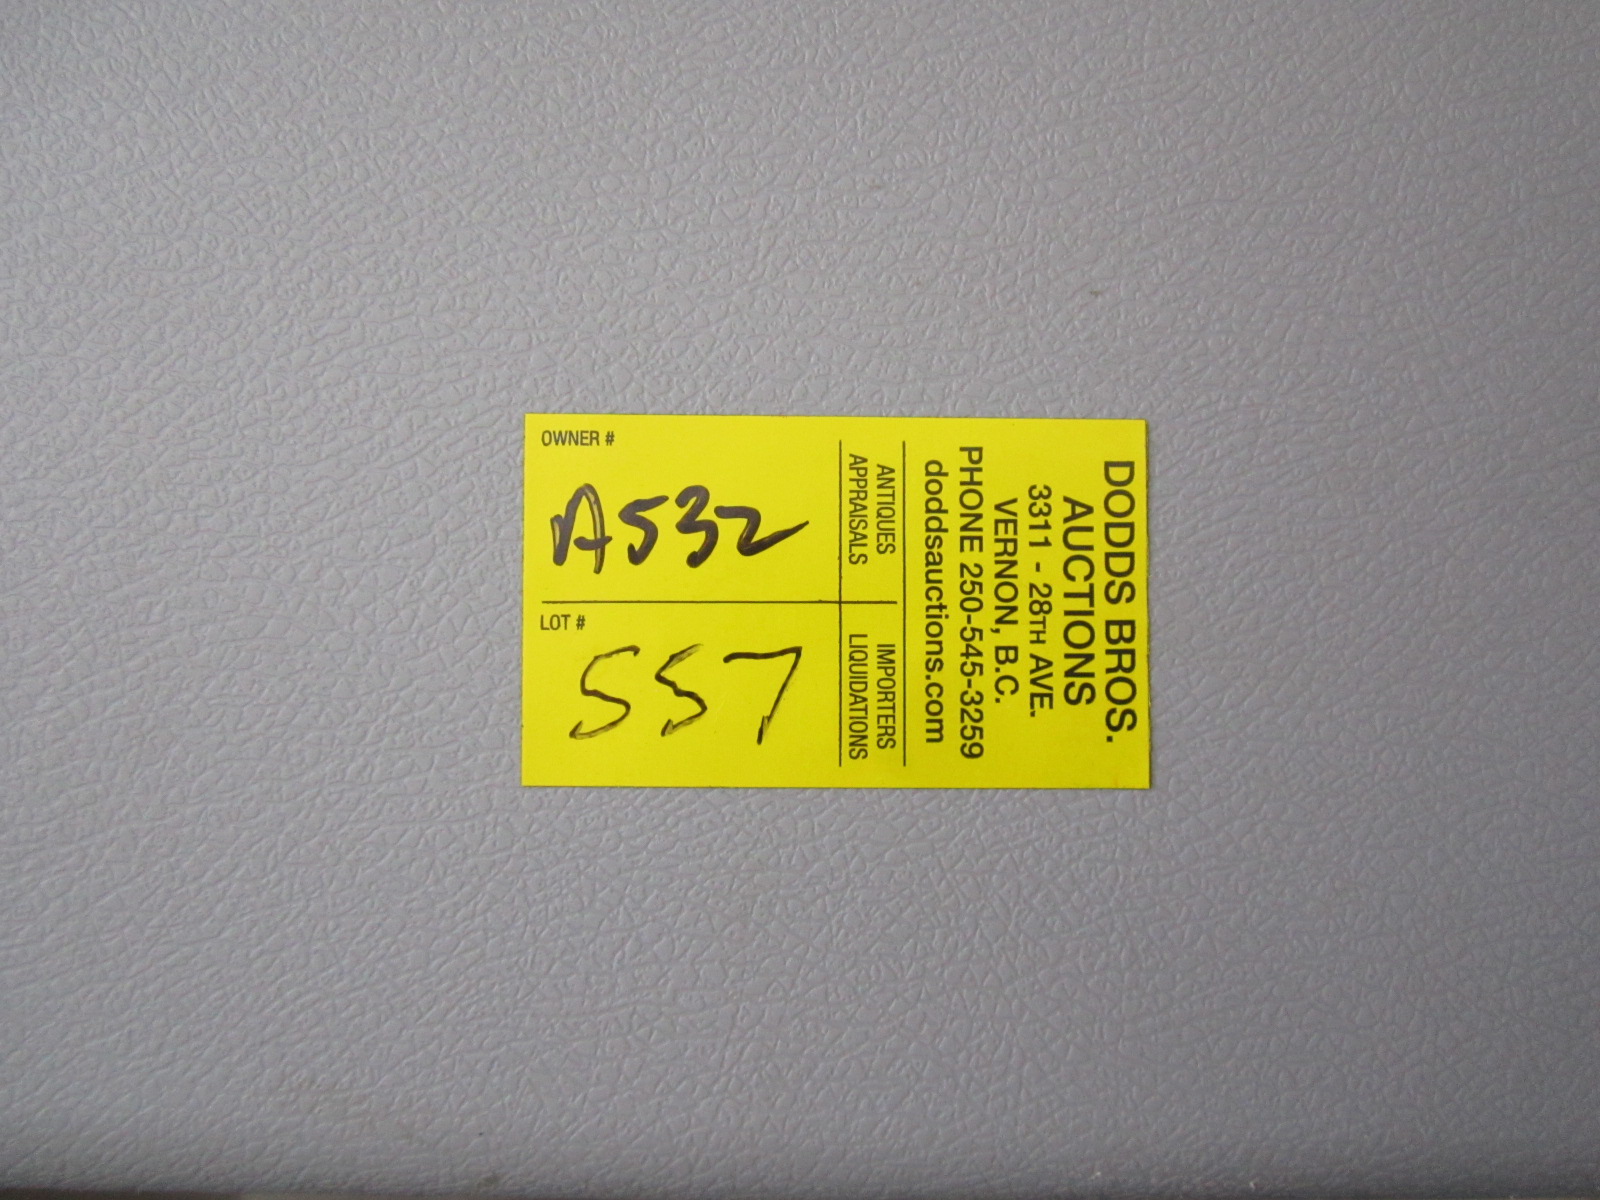 DODDS BROS.
AUCTIONS
3311 - 28TH AVE.
VERNON, B.C.
PHONE 250-545-3259
doddsauctions.com
ANTIQUES
APPRAISALS
IMPORTERS
LIQUIDATIONS
OWNER #
A532
LOT #
557